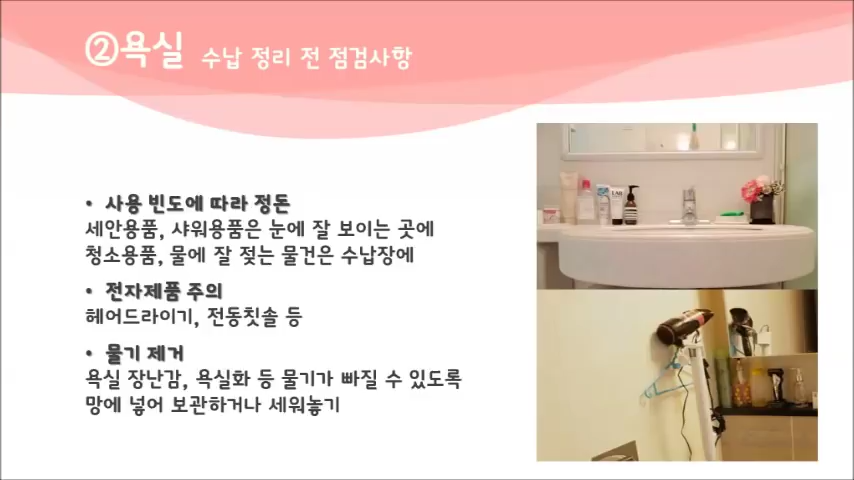 ②욕실 수납 정리 전 점검사항
• 사용 빈도에 따라 정돈
세안용품, 샤워용품은 눈에 잘 보이는 곳에
청소용품, 물에 잘 젖는 물건은 수납장에
• 전자제품 주의
헤어드라이기, 전동칫솔 등
• 물기 제거
욕실 장난감, 욕실화 등 물기가 빠질 수 있도록
망에 넣어 보관하거나 세워놓기
LAB